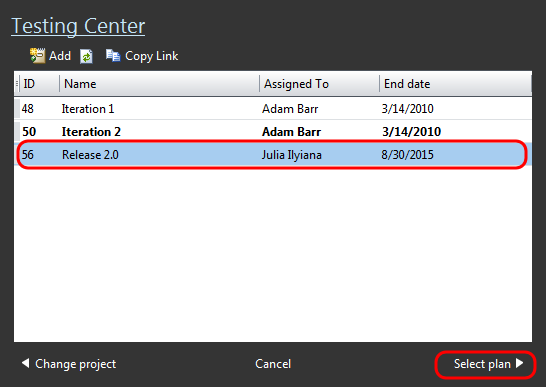 Testing Center
Add Copy Link
ID Name Assigned To End date
48 Iteration 1 Adam Barr 3/14/2010
50 Iteration 2 Adam Barr 3/14/2010
56 Release 2.0 Julia Ilyiana 8/30/2015
Change project Cancel Select plan